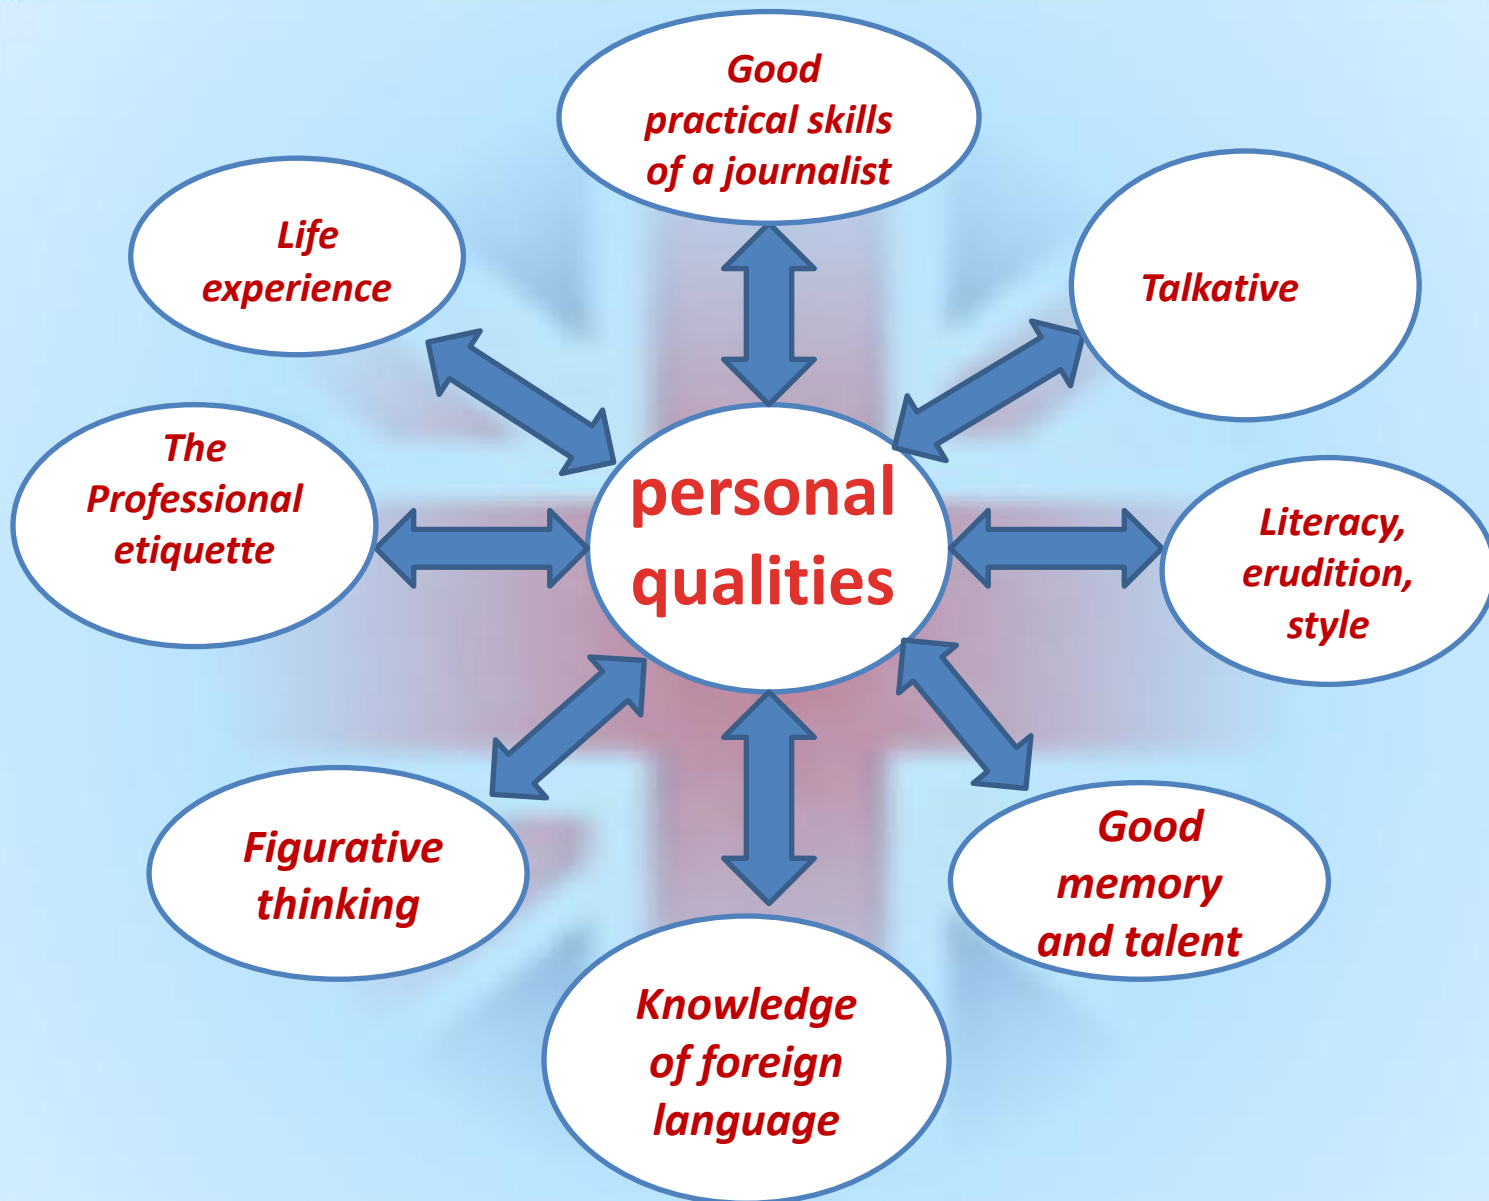 Good
practical skills
of a journalist
Life
experience
Talkative
The
Professional
etiquette
personal
qualities
Literacy,
erudition,
style
Figurative
thinking
Good
memory
and talent
Knowledge
of foreign
language